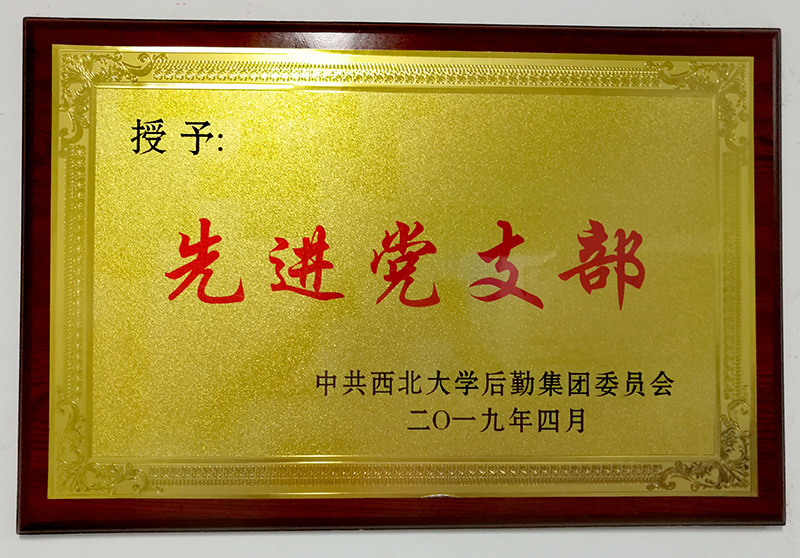 授予:
先进党支部
中共西北大学后勤集团委员会
二〇一九年四月